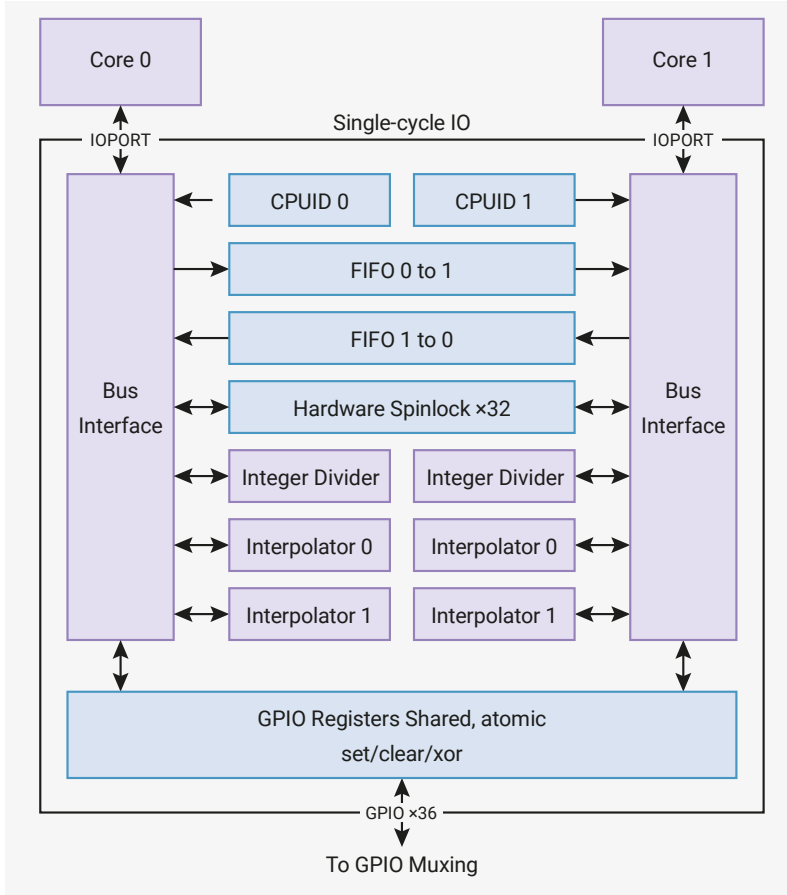 Core 0
Core 1
Single-cycle IO
IOPORT
IOPORT
CPUID 0
CPUID 1
FIFO 0 to 1
FIFO 1 to 0
Bus
Interface
Bus
Interface
Hardware Spinlock ×32
Integer Divider
Integer Divider
Interpolator 0
Interpolator 0
Interpolator 1
Interpolator 1
GPIO Registers Shared, atomic
set/clear/xor
GPIO ×36
To GPIO Muxing